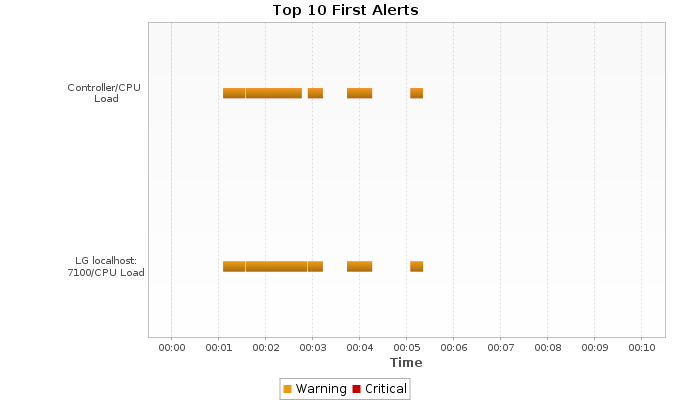 Top 10 First Alerts
Controller/CPU
Load
LG localhost:
7100/CPU Load
00:00 00:01 00:02 00:03 00:04 00:05 00:06 00:07 00:08 00:09 00:10
Time
Warning Critical